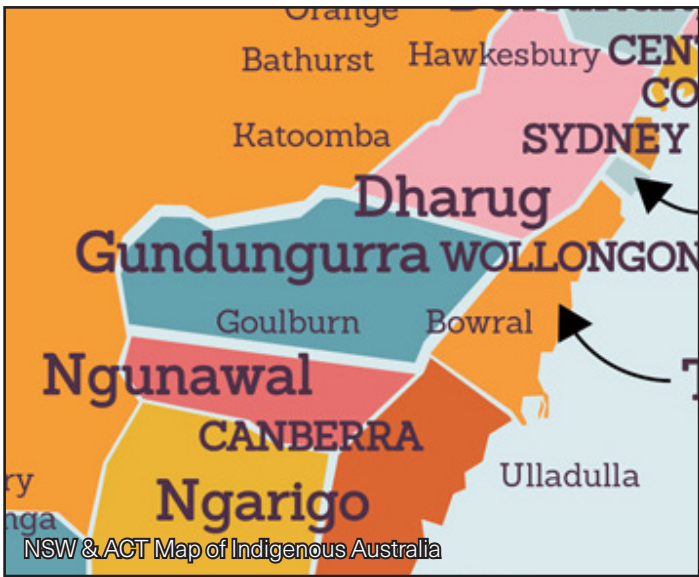 Orange
Bathurst
Hawkesbury
CEN
CO
Katoomba
SYDNEY
Dharug
Gundungurra
WOLLONGON
Goulburn
Bowral
Ngunawal
T
CANBERRA
Ulladulla
ry
Ngarigo
nga
NSW & ACT Map of Indigenous Australia